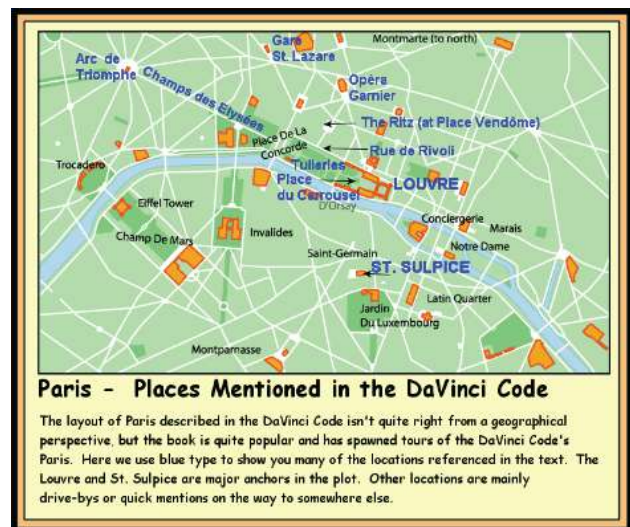 Gare
St. Lazare
Montmarte (to north)
Arc de
Triomphe
Champs des Elysées
Opéra
Garnier
The Ritz (at Place Vendôme)
Place De La
Concorde
Rue de Rivoli
Trocadero
Tulleries
Place
du Carrousel
LOUVRE
D'Orsay
Eiffel Tower
Invalides
Conciergerie
Marais
Champ De Mars
Notre Dame
Saint-Germain
ST. SULPICE
Latin Quarter
Jardin
Du Luxembourg
Montparnasse
Paris - Places Mentioned in the DaVinci Code
The layout of Paris described in the DaVinci Code isn't quite right from a geographical
perspective, but the book is quite popular and has spawned tours of the DaVinci Code's
Paris. Here we use blue type to show you many of the locations referenced in the text. The
Louvre and St. Sulpice are major anchors in the plot. Other locations are mainly
drive-bys or quick mentions on the way to somewhere else.